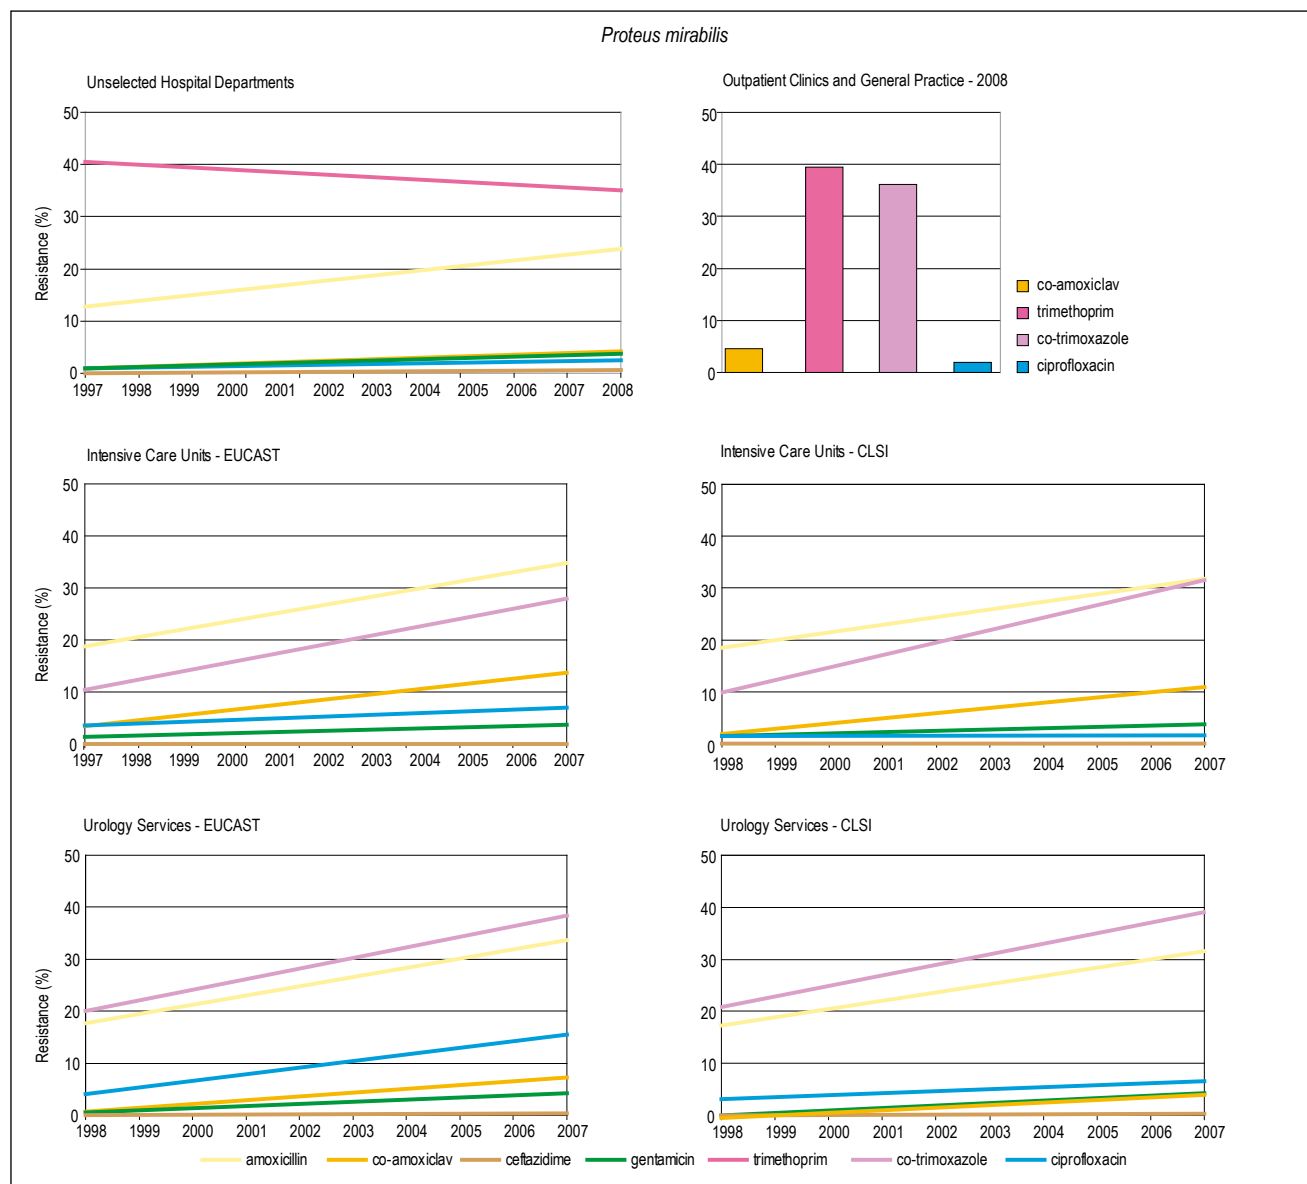 Proteus mirabilis
Unselected Hospital Departments
Resistance (%)
50
40
30
20
10
0
1997 1998 1999 2000 2001 2002 2003 2004 2005 2006 2007 2008
Outpatient Clinics and General Practice - 2008
50
40
30
20
10
0
co-amoxiclav
trimethoprim
co-trimoxazole
ciprofloxacin
Intensive Care Units - EUCAST
Resistance (%)
50
40
30
20
10
0
1997 1998 1999 2000 2001 2002 2003 2004 2005 2007
Intensive Care Units - CLSI
50
40
30
20
10
0
1998 1999 2000 2001 2002 2003 2004 2005 2006 2007
Urology Services - EUCAST
Resistance (%)
50
40
30
20
10
0
1998 1999 2000 2001 2002 2003 2004 2005 2006 2007
Urology Services - CLSI
50
40
30
20
10
0
1998 1999 2000 2001 2002 2003 2004 2005 2006 2007
amoxicillin co-amoxiclav ceftazidime gentamicin trimethoprim co-trimoxazole ciprofloxacin